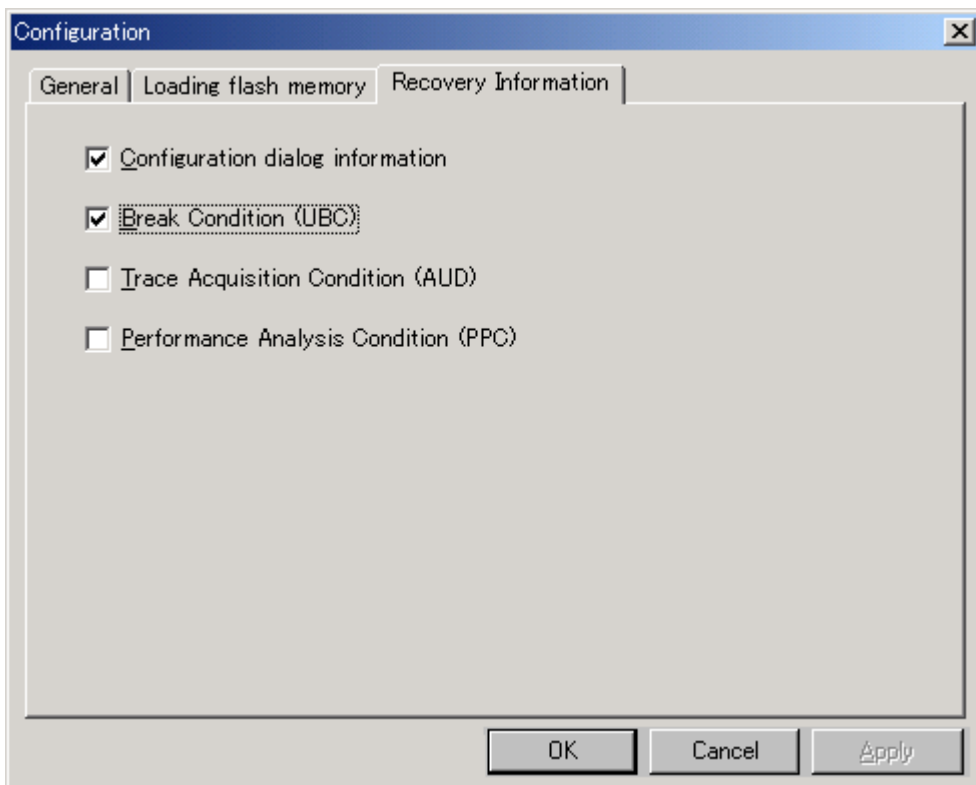 Configuration
General
Loading flash memory
Recovery Information
Configuration dialog information
Break Condition (UBC)
Trace Acquisition Condition (AUD)
Performance Analysis Condition (PPC)
OK
Cancel
Apply